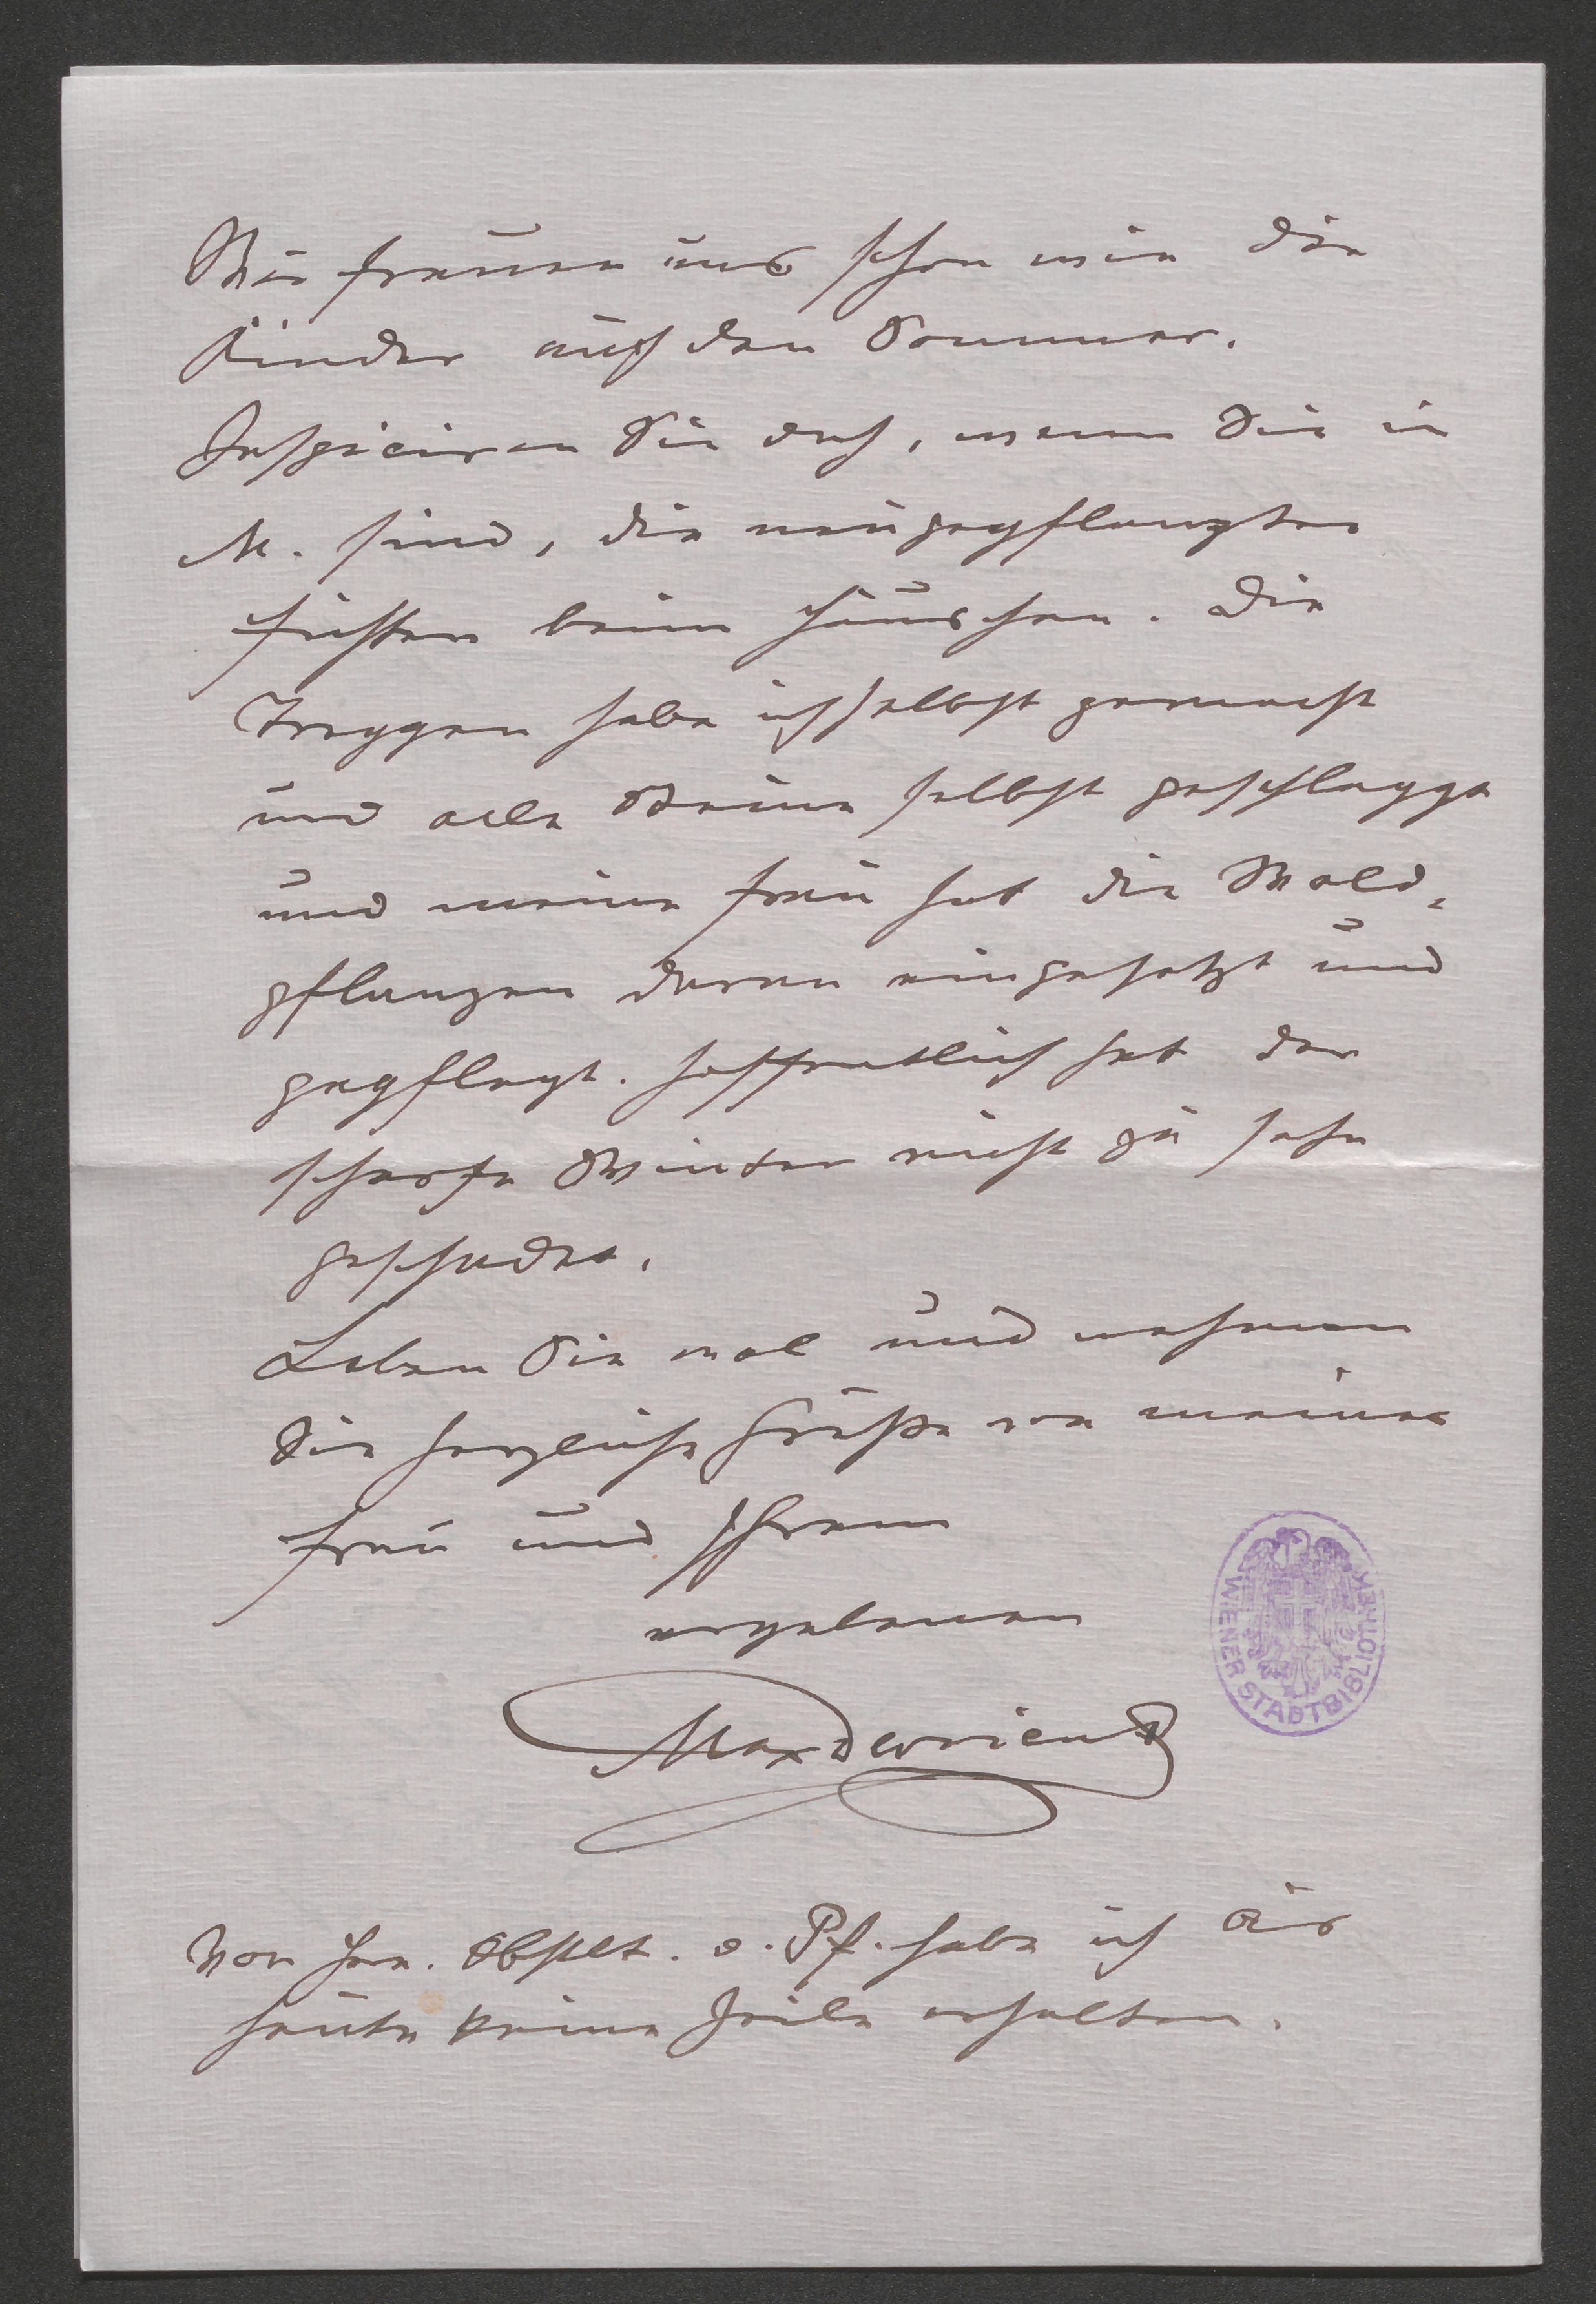 Wir freuen uns schon wie die
Kinder auf den Sommer.
Inspiciren Sie doch, wenn Sie in
M. sind, die neugepflanzten
Fichten beim Häuschen. Die
Treppen habe ich selbst gemacht
und alle Steine selbst geschleppt
und meine Frau hat die Wald-
pflanzen daran eingesetzt und
gepflegt. Hoffentlich hat der
scharfe Winter nicht zu sehr
geschadet.
Leben Sie wol und nehmen
Sie herzliche Grüße von meiner
Frau und Ihrem
ergebenen
Max Devrient
Von Hrn. Obstlt. v. Pf. habe ich bis
heute keine Zeile erhalten.
WIENER STADTBIBLIOTHEK